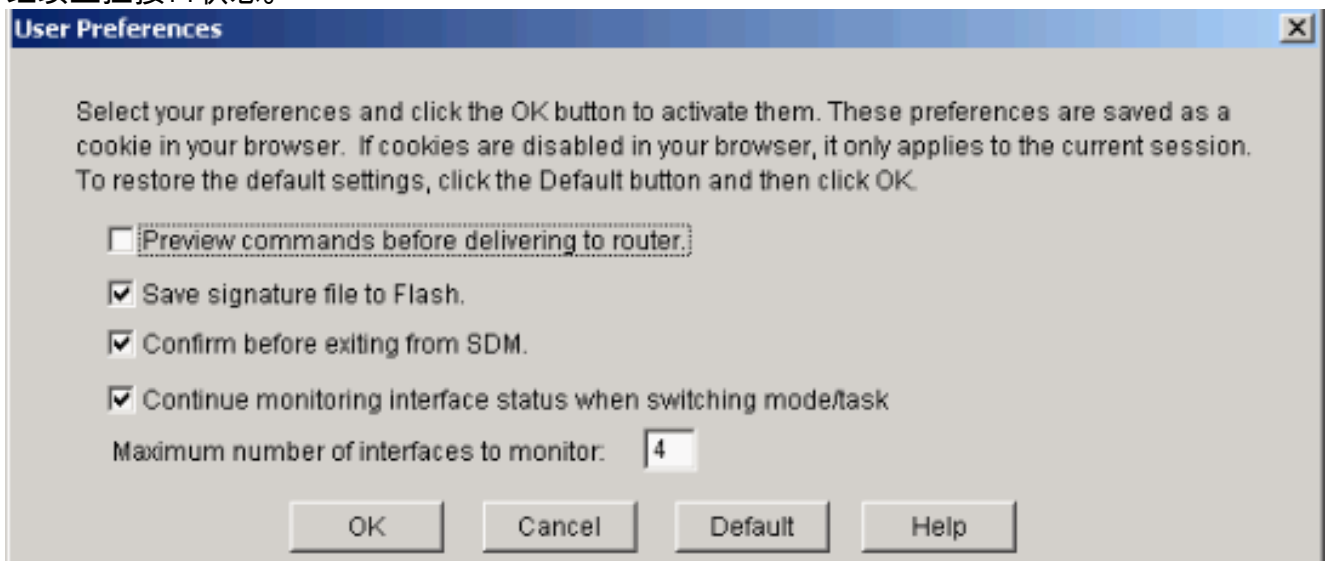 User Preferences
Select your preferences and click the OK button to activate them. These preferences are saved as a
cookie in your browser. If cookies are disabled in your browser, it only applies to the current session.
To restore the default settings, click the Default button and then click OK.
Preview commands before delivering to router.
Save signature file to Flash.
Confirm before exiting from SDM.
Continue monitoring interface status when switching mode/task
Maximum number of interfaces to monitor: 4
OK Cancel Default Help